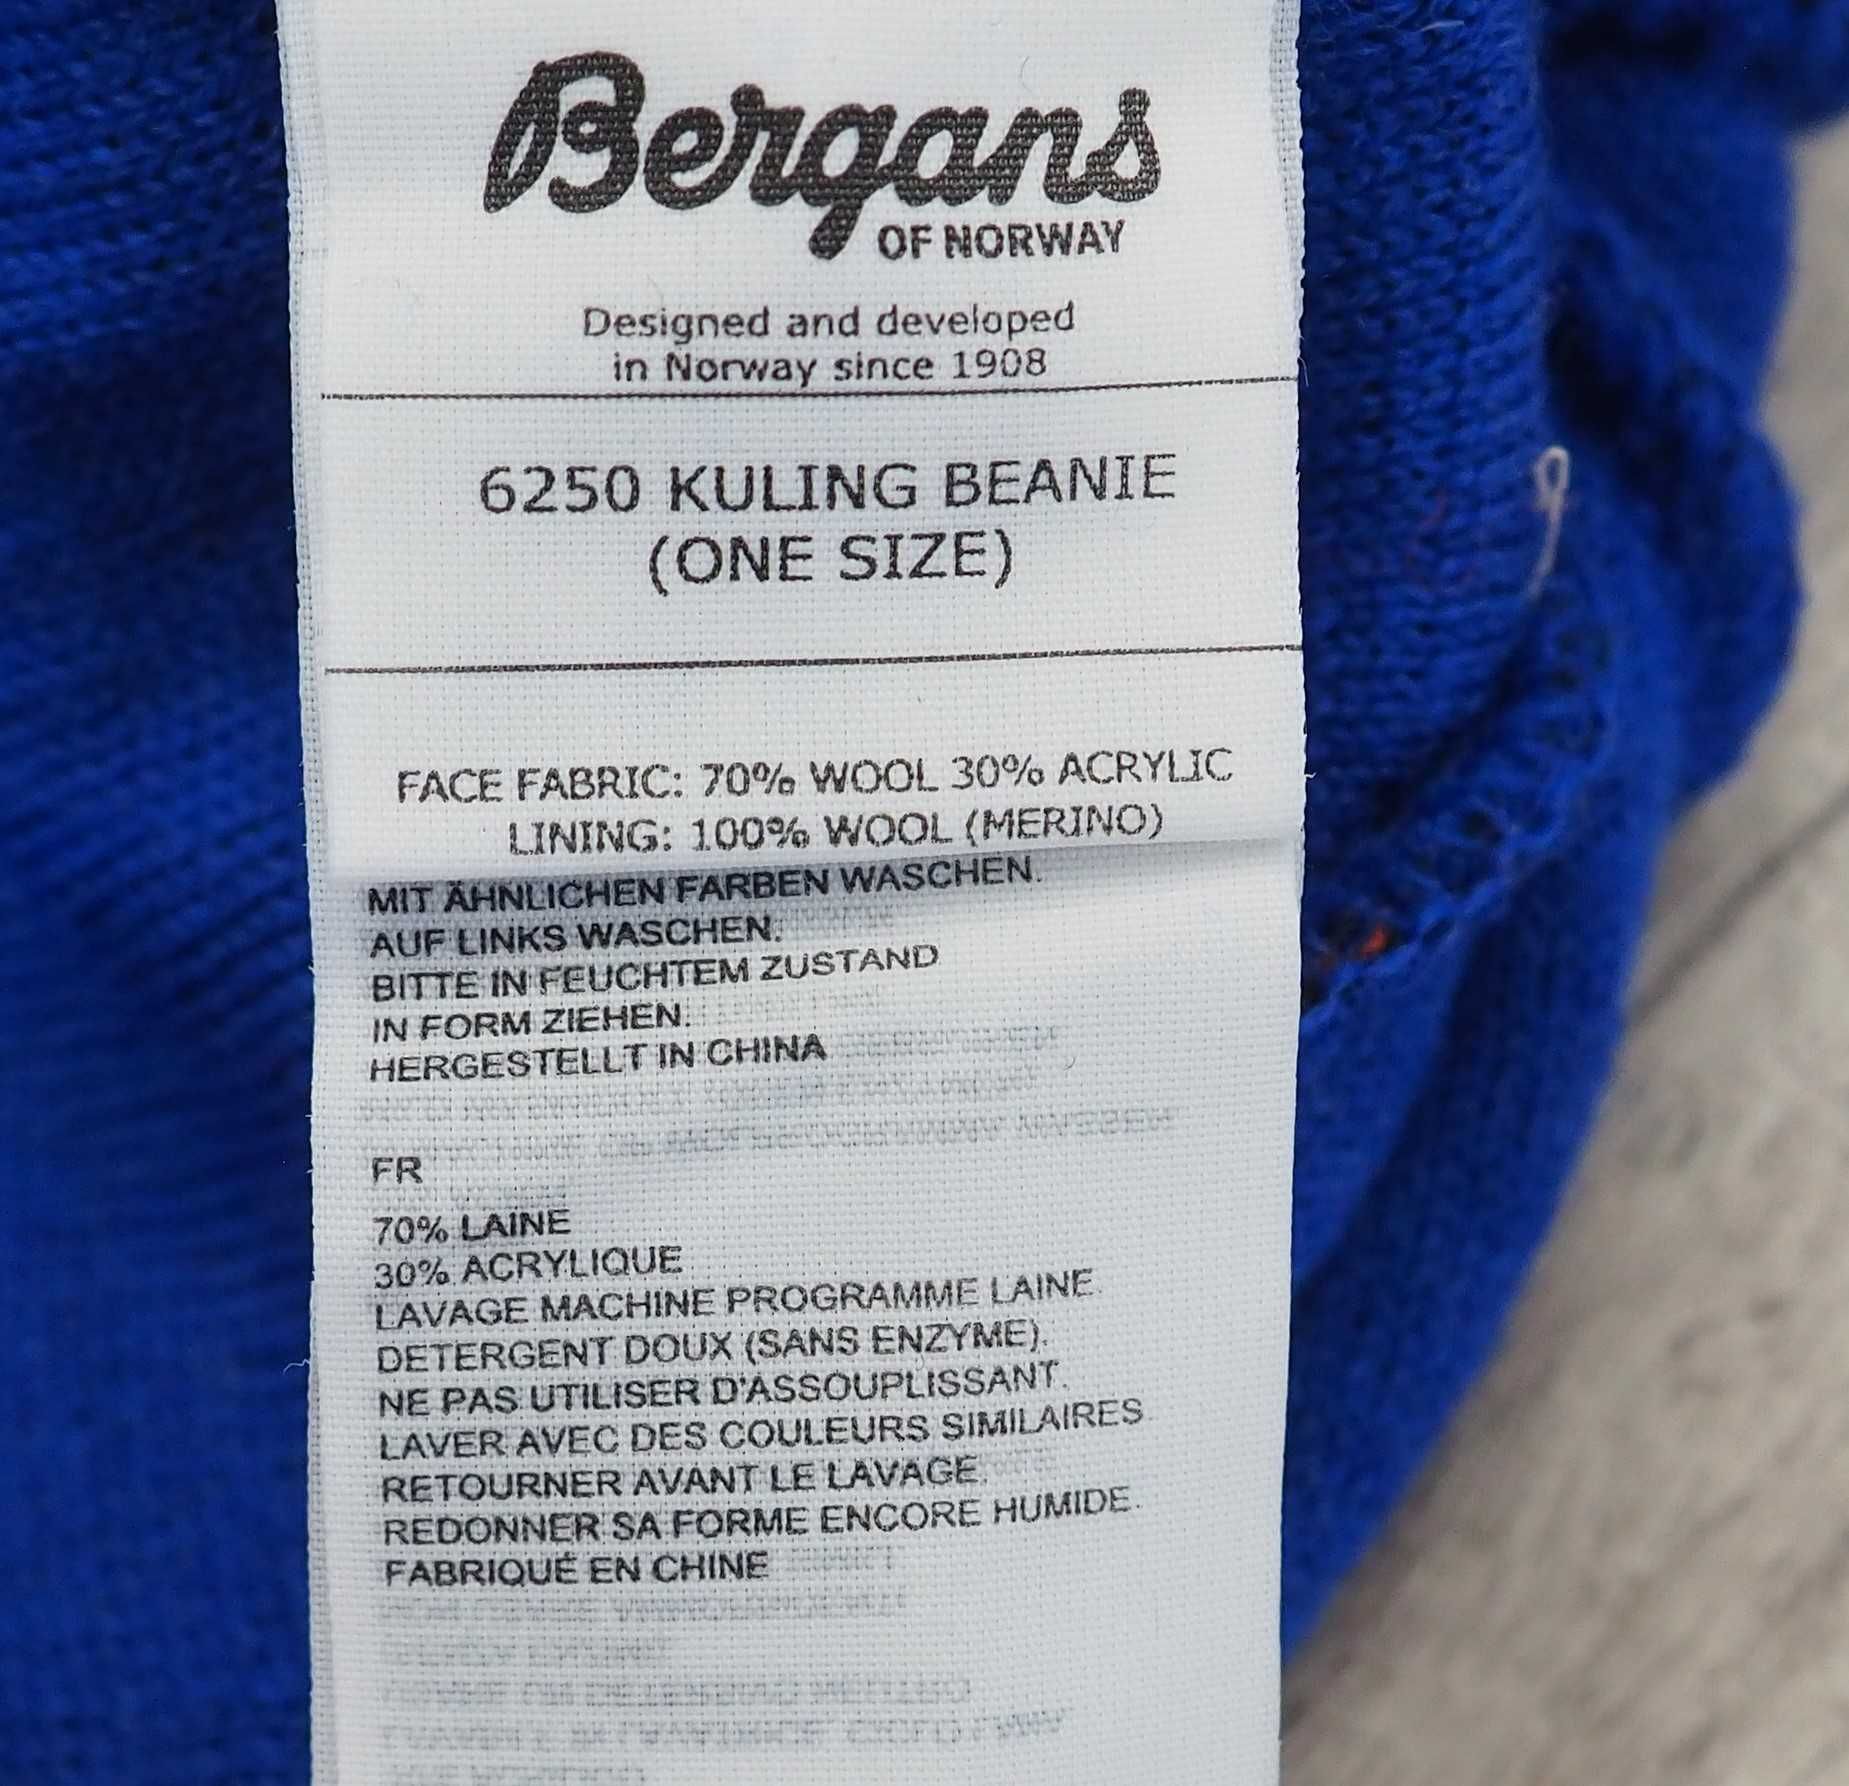 Bergans
OF NORWAY
Designed and developed
in Norway since 1908
6250 KULING BEANIE
(ONE SIZE)
FACE FABRIC: 70% WOOL 30% ACRYLIC
LINING: 100% WOOL (MERINO)
MIT ÄHNLICHEN FARBEN WASCHEN.
AUF LINKS WASCHEN.
BITTE IN FEUCHTEM ZUSTAND
IN FORM ZIEHEN.
HERGESTELLT IN CHINA
FR
70% LAINE
30% ACRYLIQUE
LAVAGE MACHINE PROGRAMME LAINE.
DETERGENT DOUX (SANS ENZYME).
NE PAS UTILISER D'ASSOUPLISSANT.
LAVER AVEC DES COULEURS SIMILAIRES.
RETOURNER AVANT LE LAVAGE.
REDONNER SA FORME ENCORE HUMIDE.
FABRIQUÉ EN CHINE